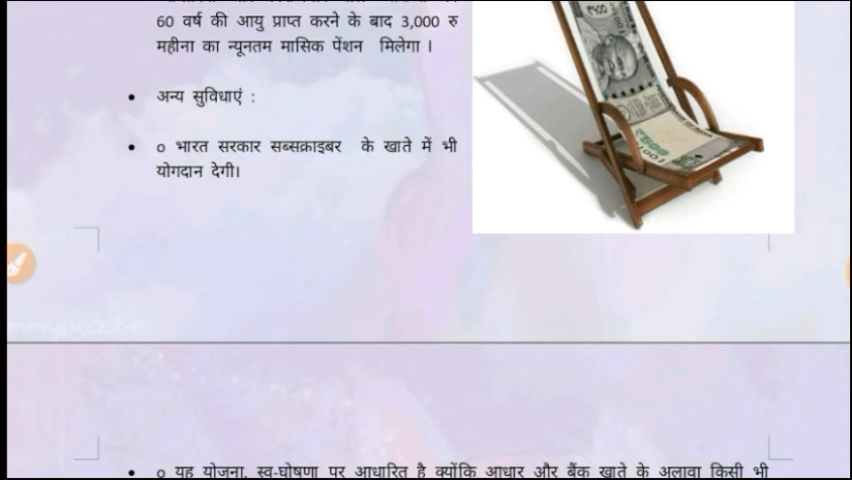 60 वर्ष की आयु प्राप्त करने के बाद 3,000 रु
महीना का न्यूनतम मासिक पेंशन मिलेगा ।
• अन्य सुविधाएं :
• o भारत सरकार सब्सक्राइबर के खाते में भी
योगदान देगी।
₹500
• o यह योजना, स्व-घोषणा पर आधारित है क्योंकि आधार और बैंक खाते के अलावा किसी भी